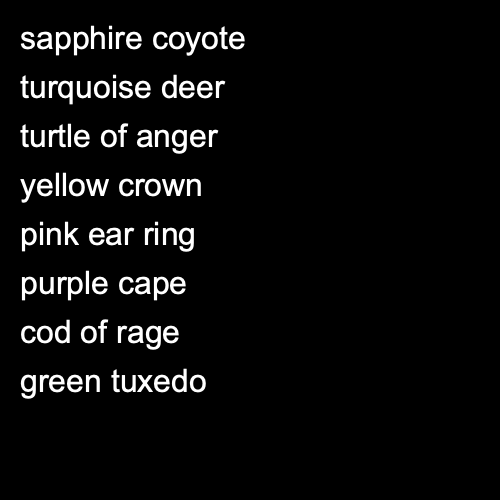 sapphire coyote
turquoise deer
turtle of anger
yellow crown
pink ear ring
purple cape
cod of rage
green tuxedo